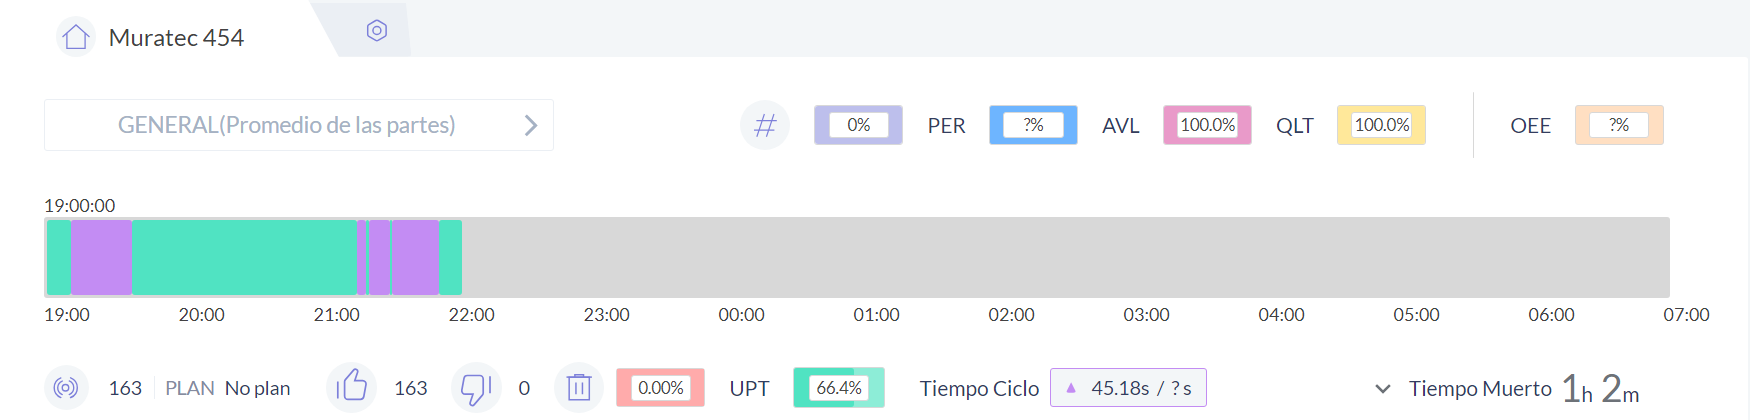 Muratec 454
GENERAL(Promedio de las partes) # 0% PER ?% AVL 100.0% QLT 100.0% OEE ?%
19:00:00
19:00 20:00 21:00 22:00 23:00 00:00 01:00 02:00 03:00 04:00 05:00 06:00 07:00
163 PLAN No plan 163 0 0.00% UPT 66.4% Tiempo Ciclo ▲ 45.18s / ? s Tiempo Muerto 1h 2m